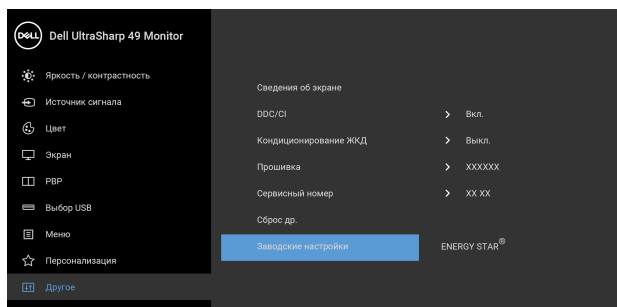 DELL Dell UltraSharp 49 Monitor
Яркость / контрастность
Источник сигнала
Цвет
Экран
PBP
Выбор USB
Меню
Персонализация
Другое
Сведения об экране
DDC/CI > Вкл.
Кондиционирование ЖКД > Выкл.
Прошивка > XXXXXX
Сервисный номер > XX XX
Сброс др.
Заводские настройки ENERGY STAR®